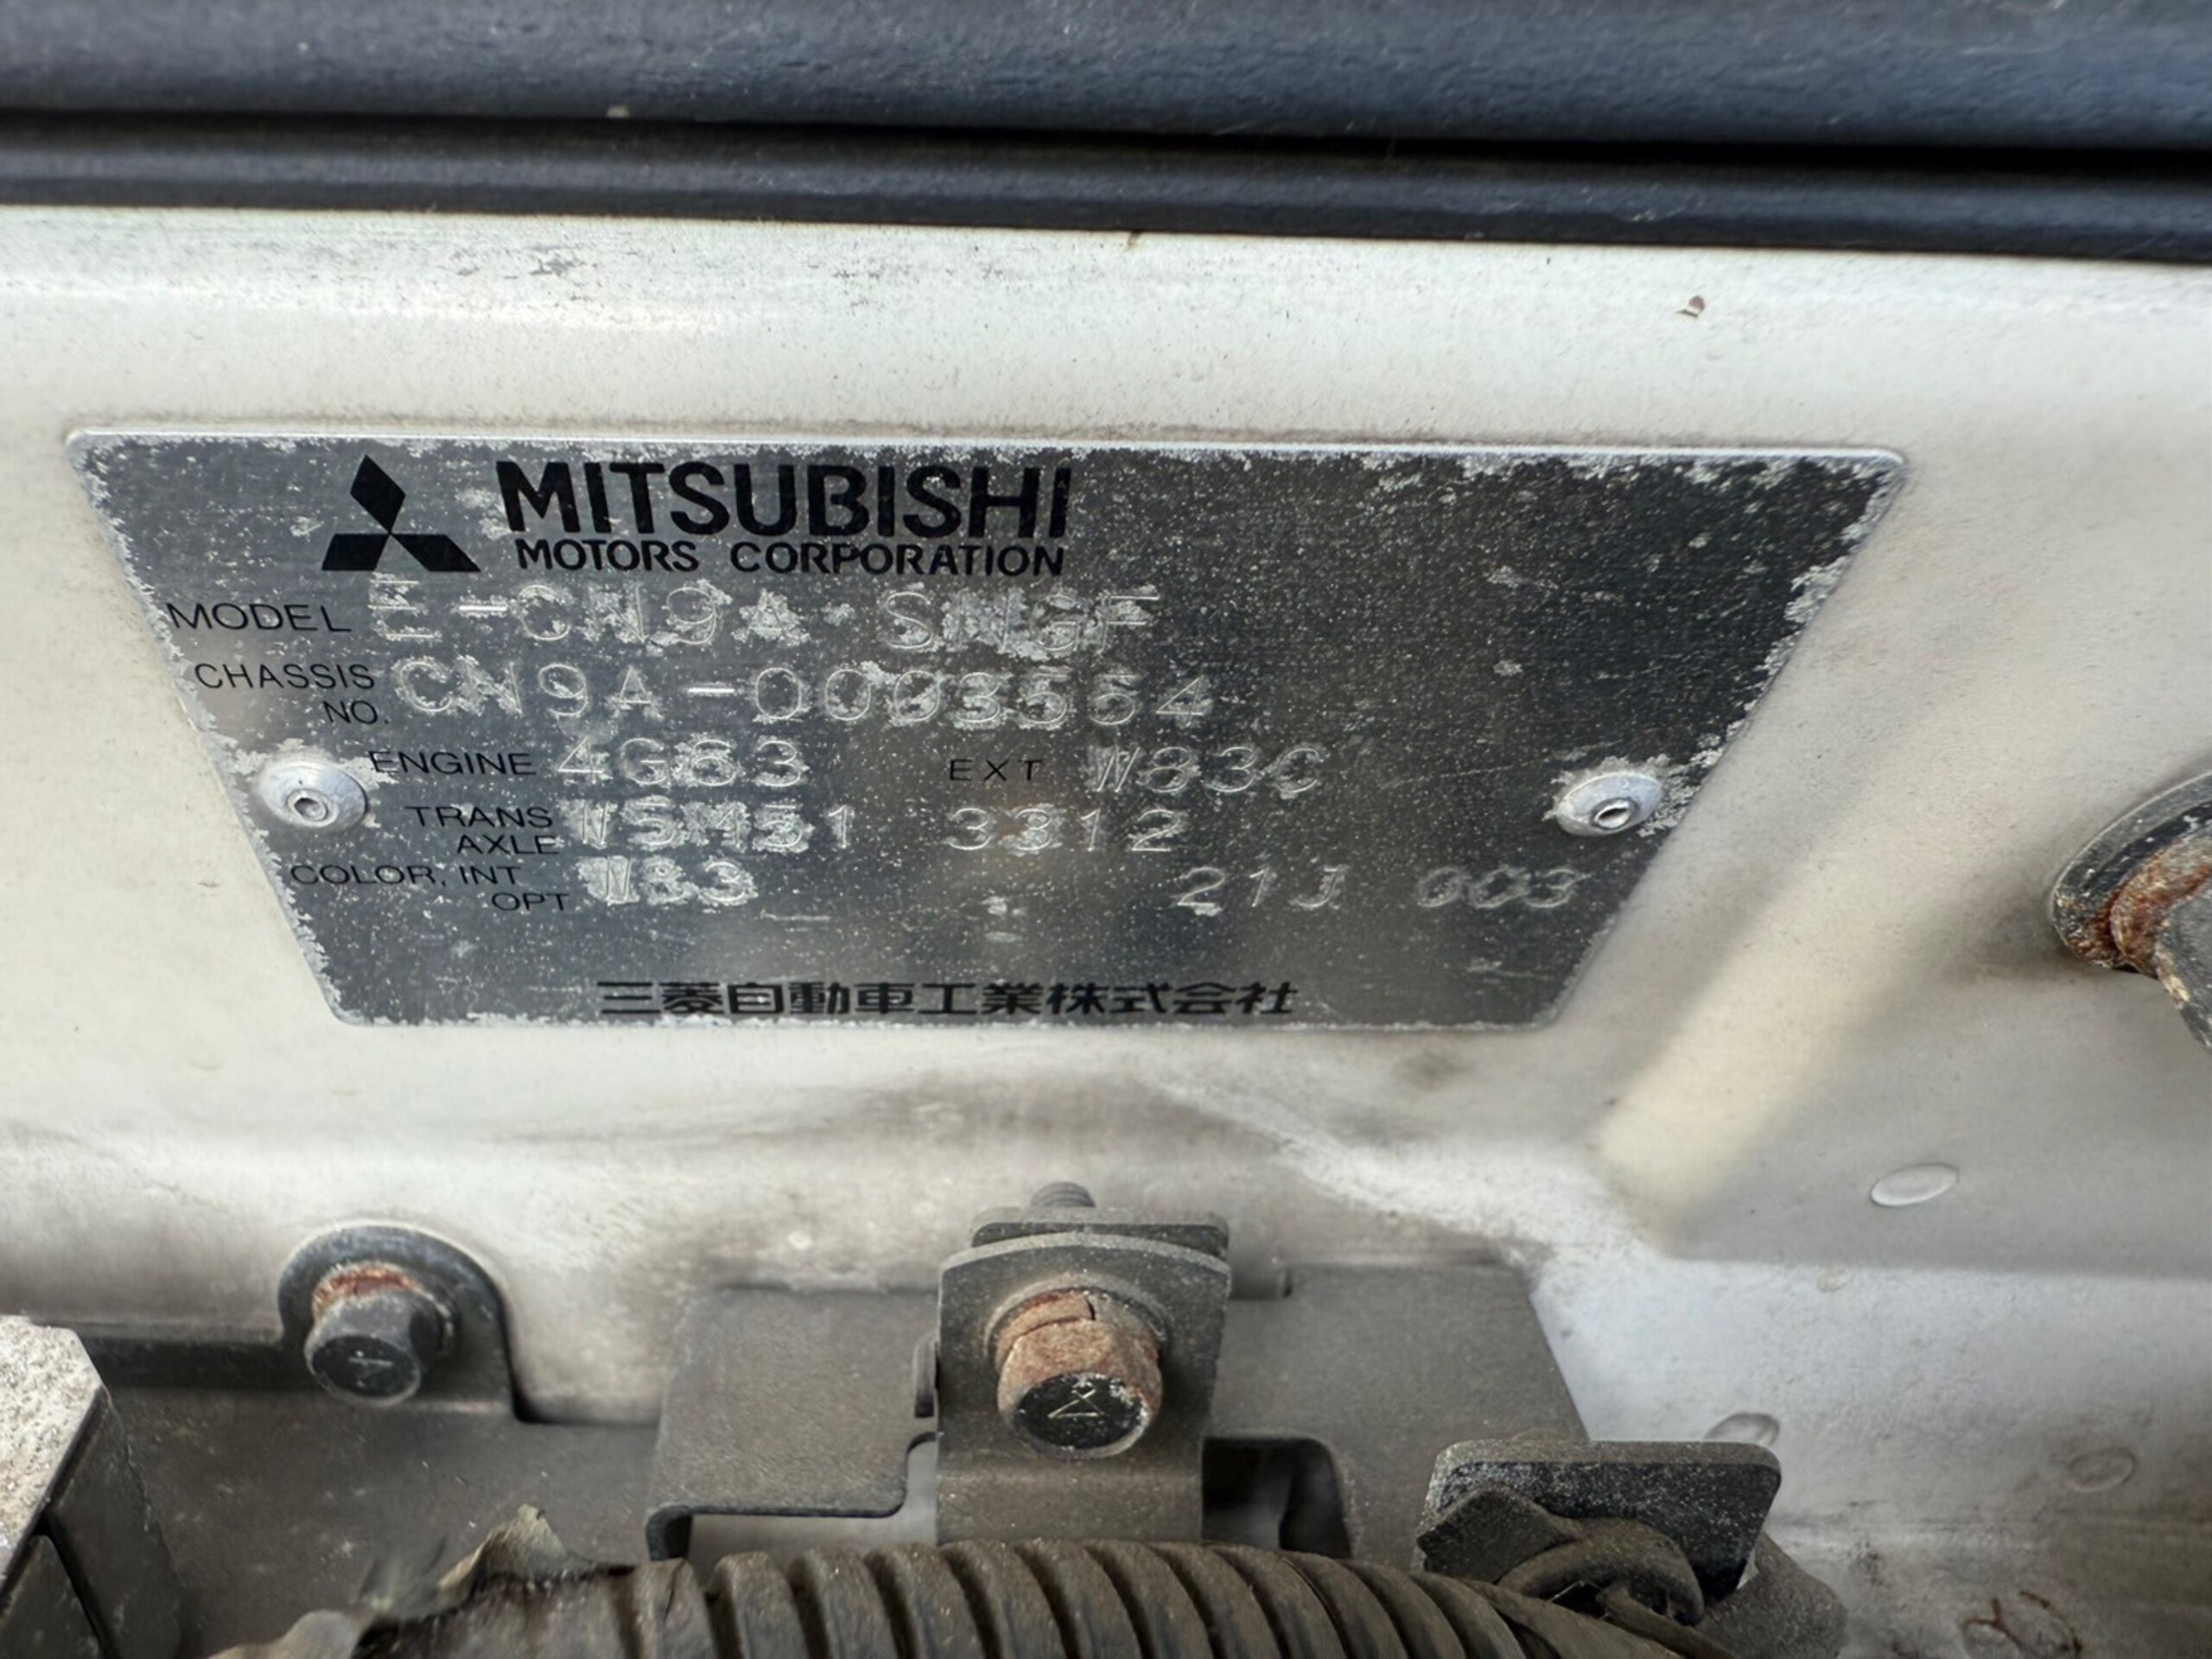 MITSUBISHI
MOTORS CORPORATION
MODEL E-CN9A SNGF
CHASSIS NO. CN9A-0003564
ENGINE 4G63 EXT W83C
TRANS AXLE W5M51 3312
COLOR, INT OPT W83 21J 003
三菱自動車工業株式会社